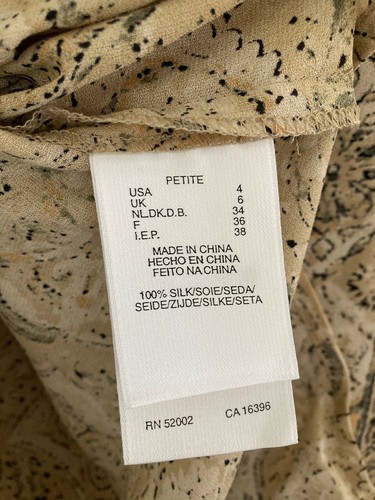 PETITE
USA 4
UK 6
NL.DK.D.B. 34
F 36
I.E.P. 38
MADE IN CHINA
HECHO EN CHINA
FEITO NA CHINA
100% SILK/SOIE/SEDA/
SEIDE/ZIJDE/SILKE/SETA
RN 52002 CA 16396